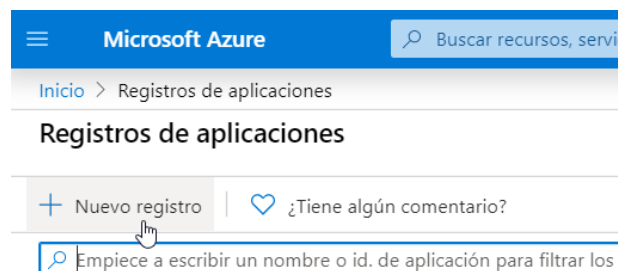 Microsoft Azure
Buscar recursos, servi
Inicio > Registros de aplicaciones
Registros de aplicaciones
+ Nuevo registro
¿Tiene algún comentario?
Empiece a escribir un nombre o id. de aplicación para filtrar los